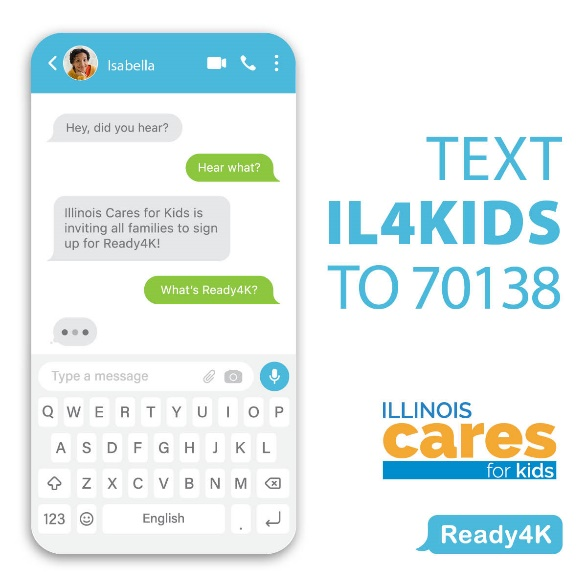 Isabella
Hey, did you hear?
Hear what?
Illinois Cares for Kids is
inviting all families to sign
up for Ready4K!
What's Ready4K?
Type a message
Q W E R T Y U I O P
A S D F G H J K L
Z X C V B N M
123 English .
TEXT
IL4KIDS
TO 70138
ILLINOIS
cares
for kids
Ready4K